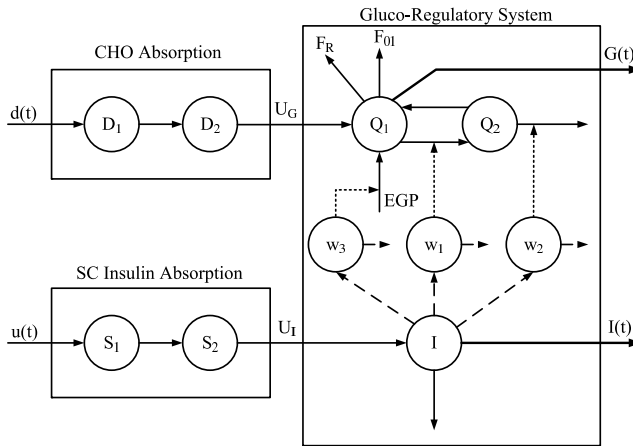 Gluco-Regulatory System
CHO Absorption
F_R
F_0I
G(t)
d(t)
D_1
D_2
U_G
Q_1
Q_2
EGP
w_3
w_1
w_2
SC Insulin Absorption
u(t)
S_1
S_2
U_I
I
I(t)